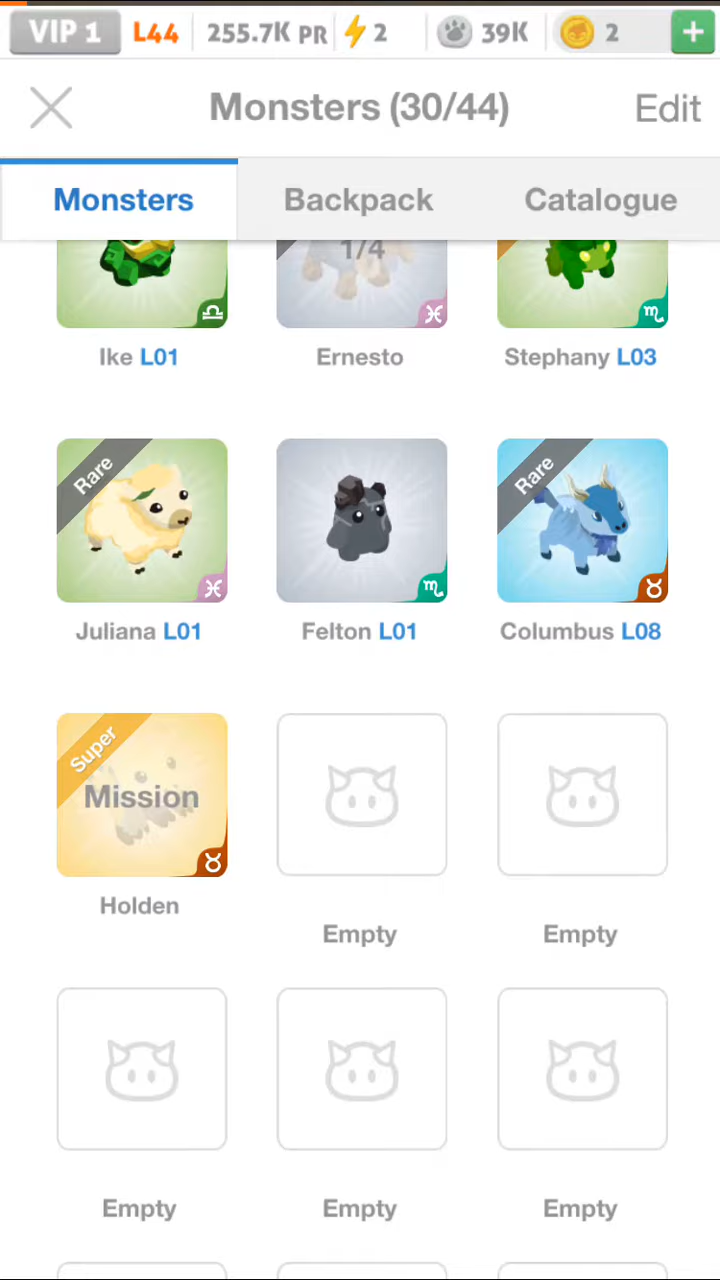 VIP 1 L44 255.7K PR 2 39K 2 +
Monsters (30/44) Edit
Monsters Backpack Catalogue
1/4
Ike L01 Ernesto Stephany L03
Rare Rare
Juliana L01 Felton L01 Columbus L08
Super
Mission
Holden
Empty Empty
Empty Empty Empty